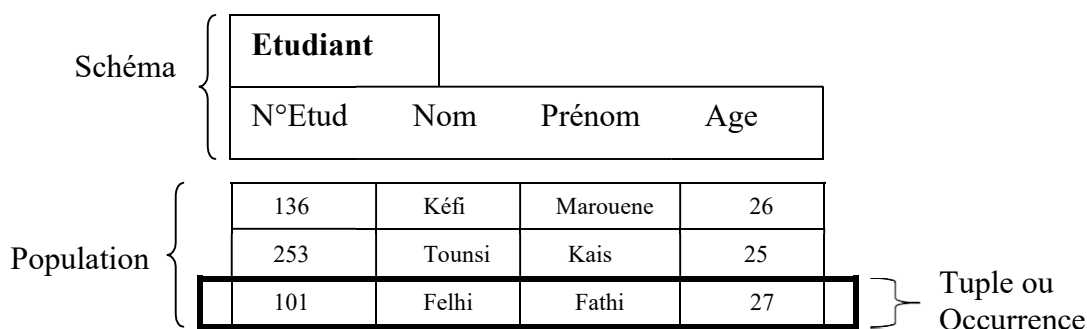 Etudiant
Schéma
N°Etud Nom Prénom Age
136 Kéfi Marouene 26
Population
253 Tounsi Kais 25
101 Felhi Fathi 27
Tuple ou
Occurrence